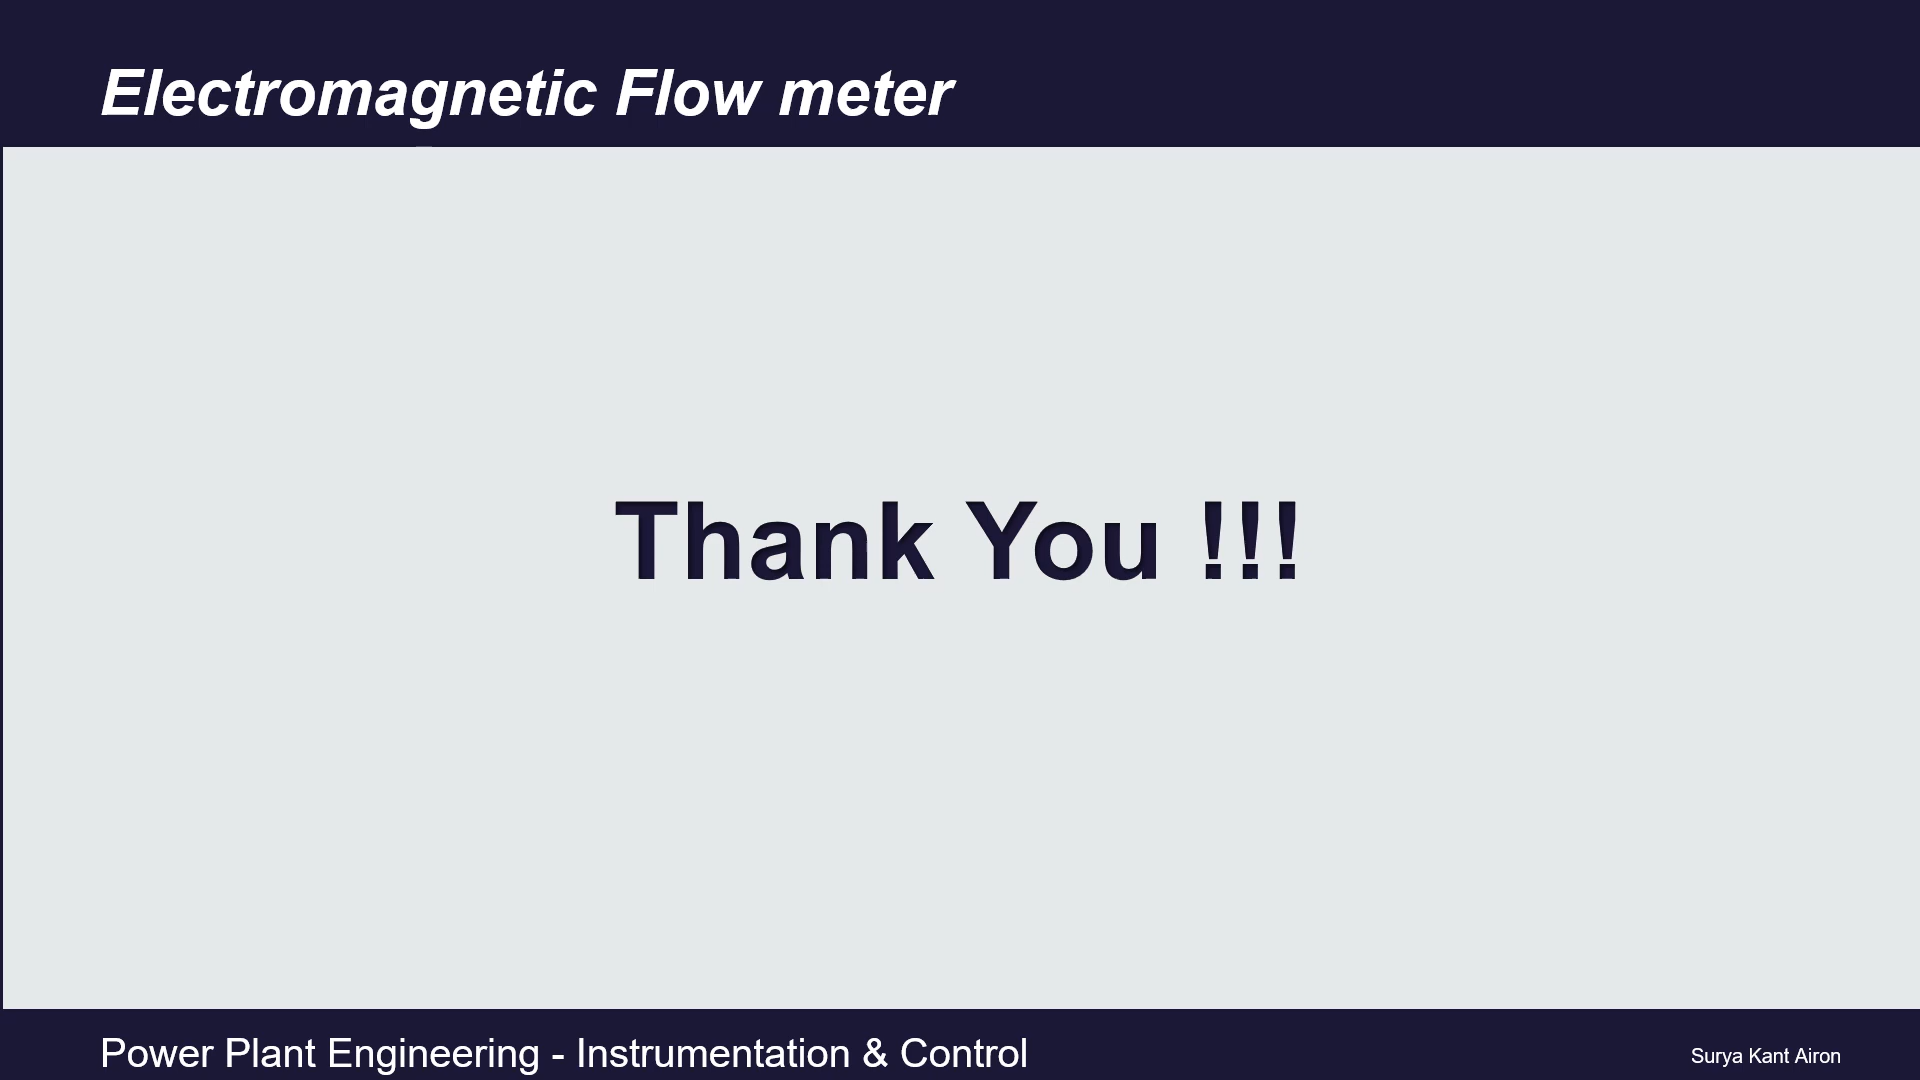 Electromagnetic Flow meter
Thank You !!!
Power Plant Engineering - Instrumentation & Control
Surya Kant Airon